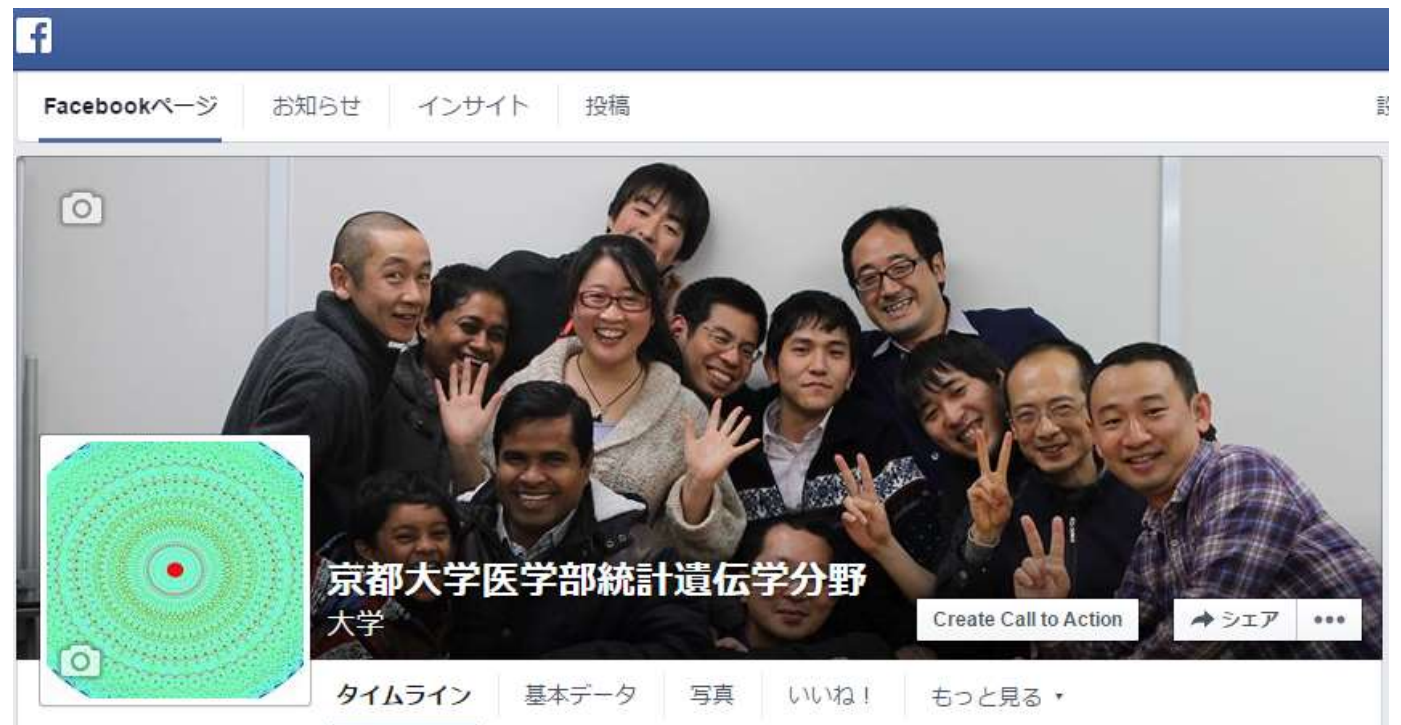 f
Facebookページ お知らせ インサイト 投稿
京都大学医学部統計遺伝学分野
大学
Create Call to Action シェア •••
タイムライン 基本データ 写真 いいね! もっと見る